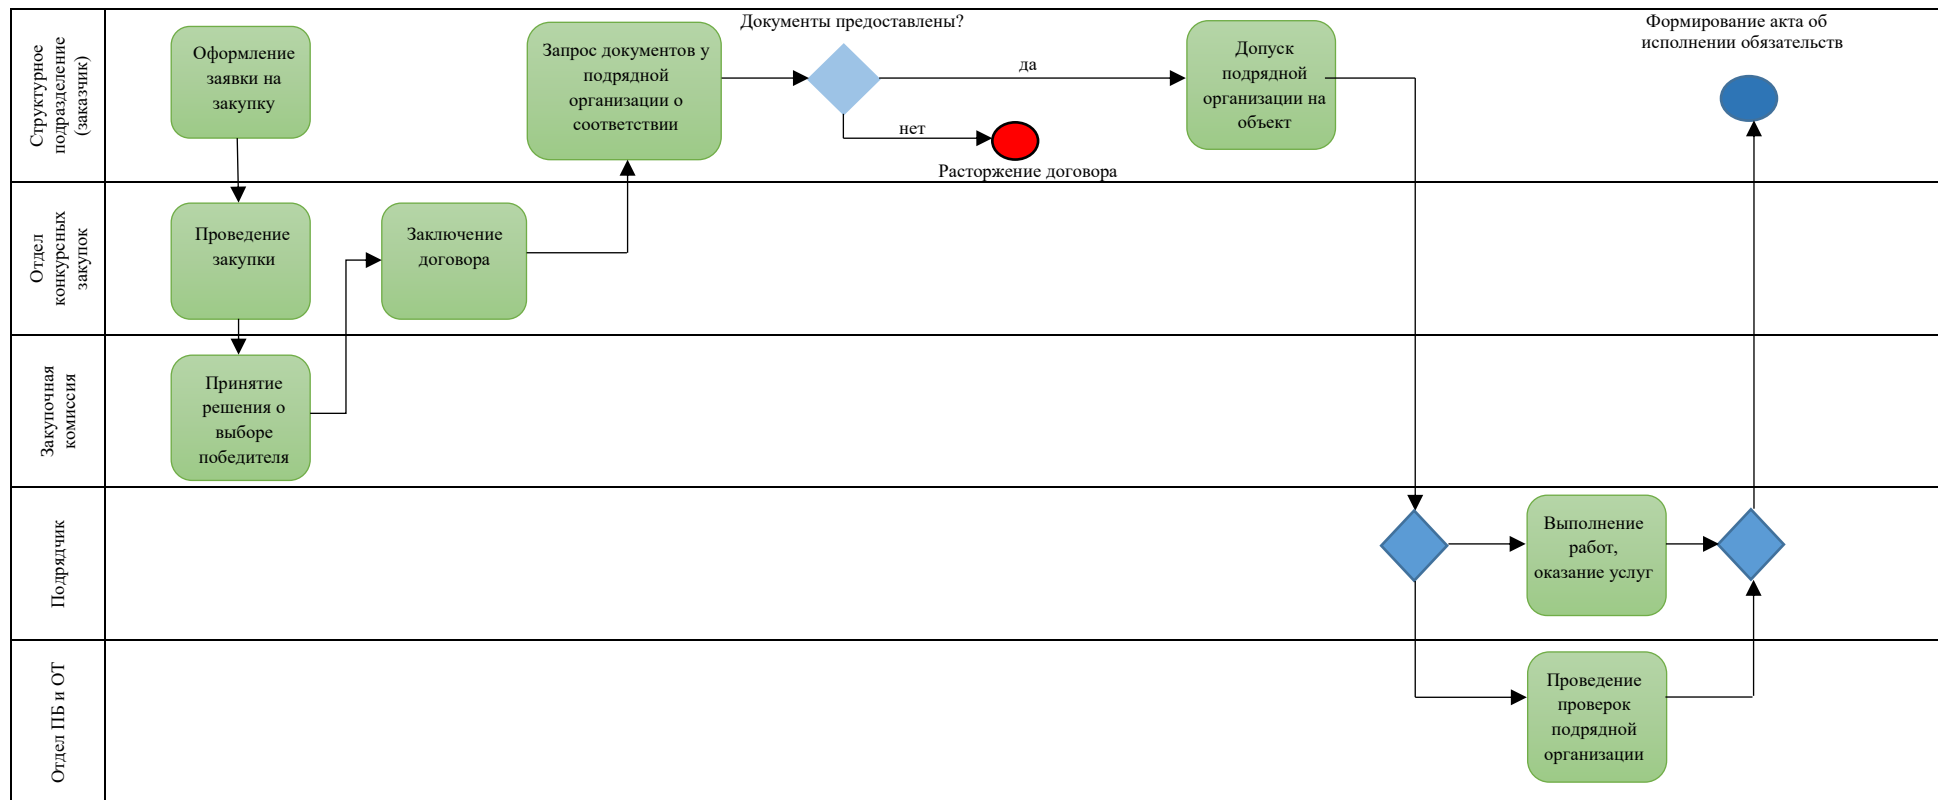 Структурное
подразделение
(заказчик)
Оформление
заявки на
закупку
Запрос документов у
подрядной
организации о
соответствии
Документы предоставлены?
да
нет
Расторжение договора
Допуск
подрядной
организации на
объект
Формирование акта об
исполнении обязательств
Отдел
конкурсных
закупок
Проведение
закупки
Заключение
договора
Закупочная
комиссия
Принятие
решения о
выборе
победителя
Подрядчик
Выполнение
работ,
оказание услуг
Отдел ПБ и ОТ
Проведение
проверок
подрядной
организации